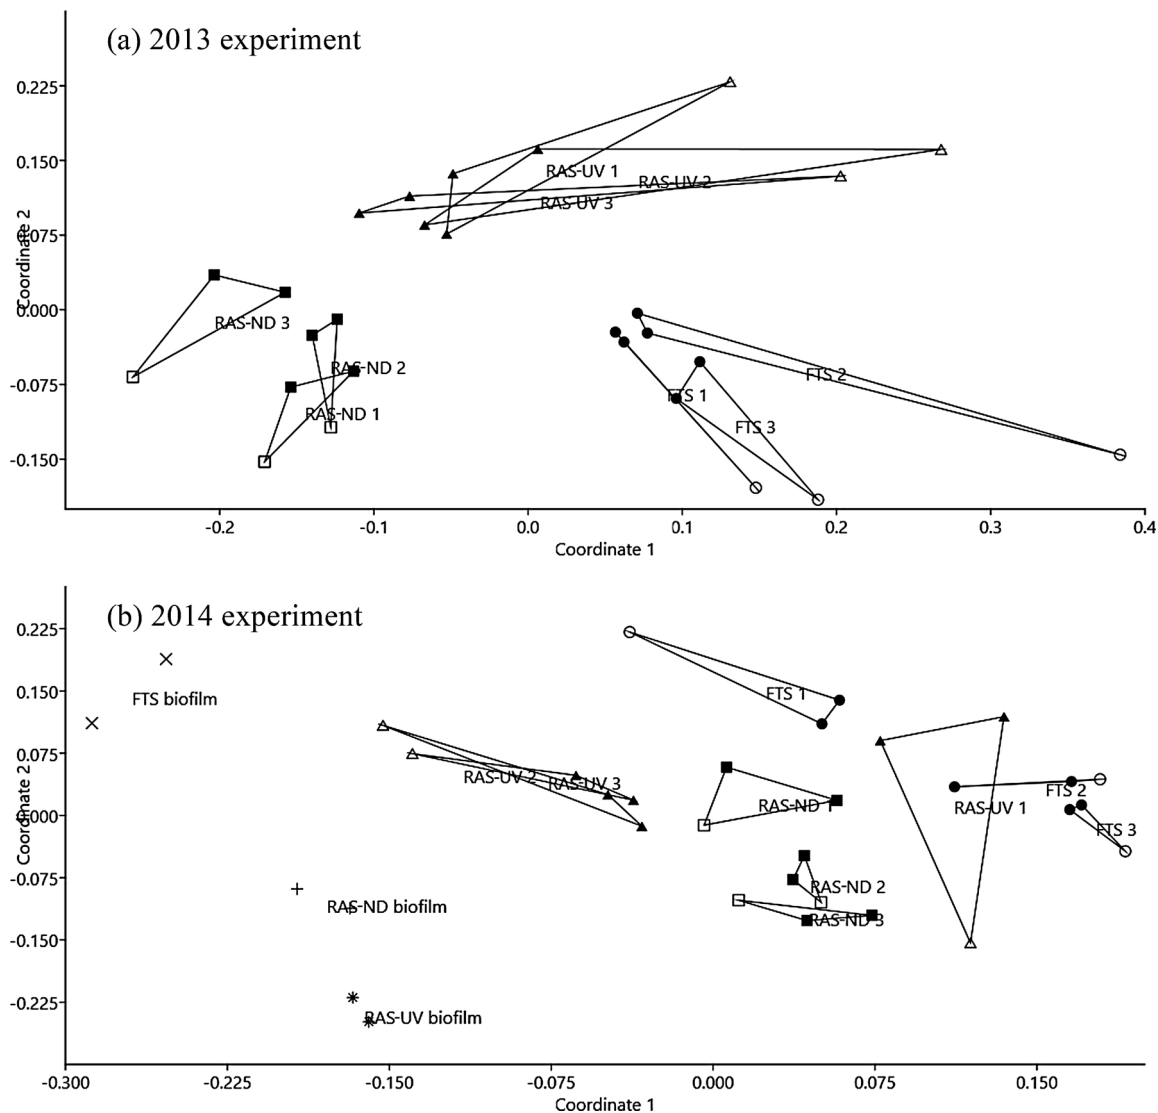 (a) 2013 experiment
0.225
0.150
0.075
0.000
-0.075
-0.150
Coordinate 2
RAS-UV 1
RAS-UV 2
RAS-UV 3
RAS-ND 3
RAS-ND 2
RAS-ND 1
FTS 2
FTS 1
FTS 3
-0.2
-0.1
0.0
0.1
0.2
0.3
0.4
Coordinate 1
(b) 2014 experiment
0.225
0.150
0.075
0.000
-0.075
-0.150
-0.225
Coordinate 2
FTS biofilm
FTS 1
RAS-UV 2
RAS-UV 3
RAS-ND 1
RAS-UV 1
FTS 2
FTS 3
RAS-ND 2
RAS-ND biofilm
RAS-ND 3
RAS-UV biofilm
-0.300
-0.225
-0.150
-0.075
0.000
0.075
0.150
Coordinate 1